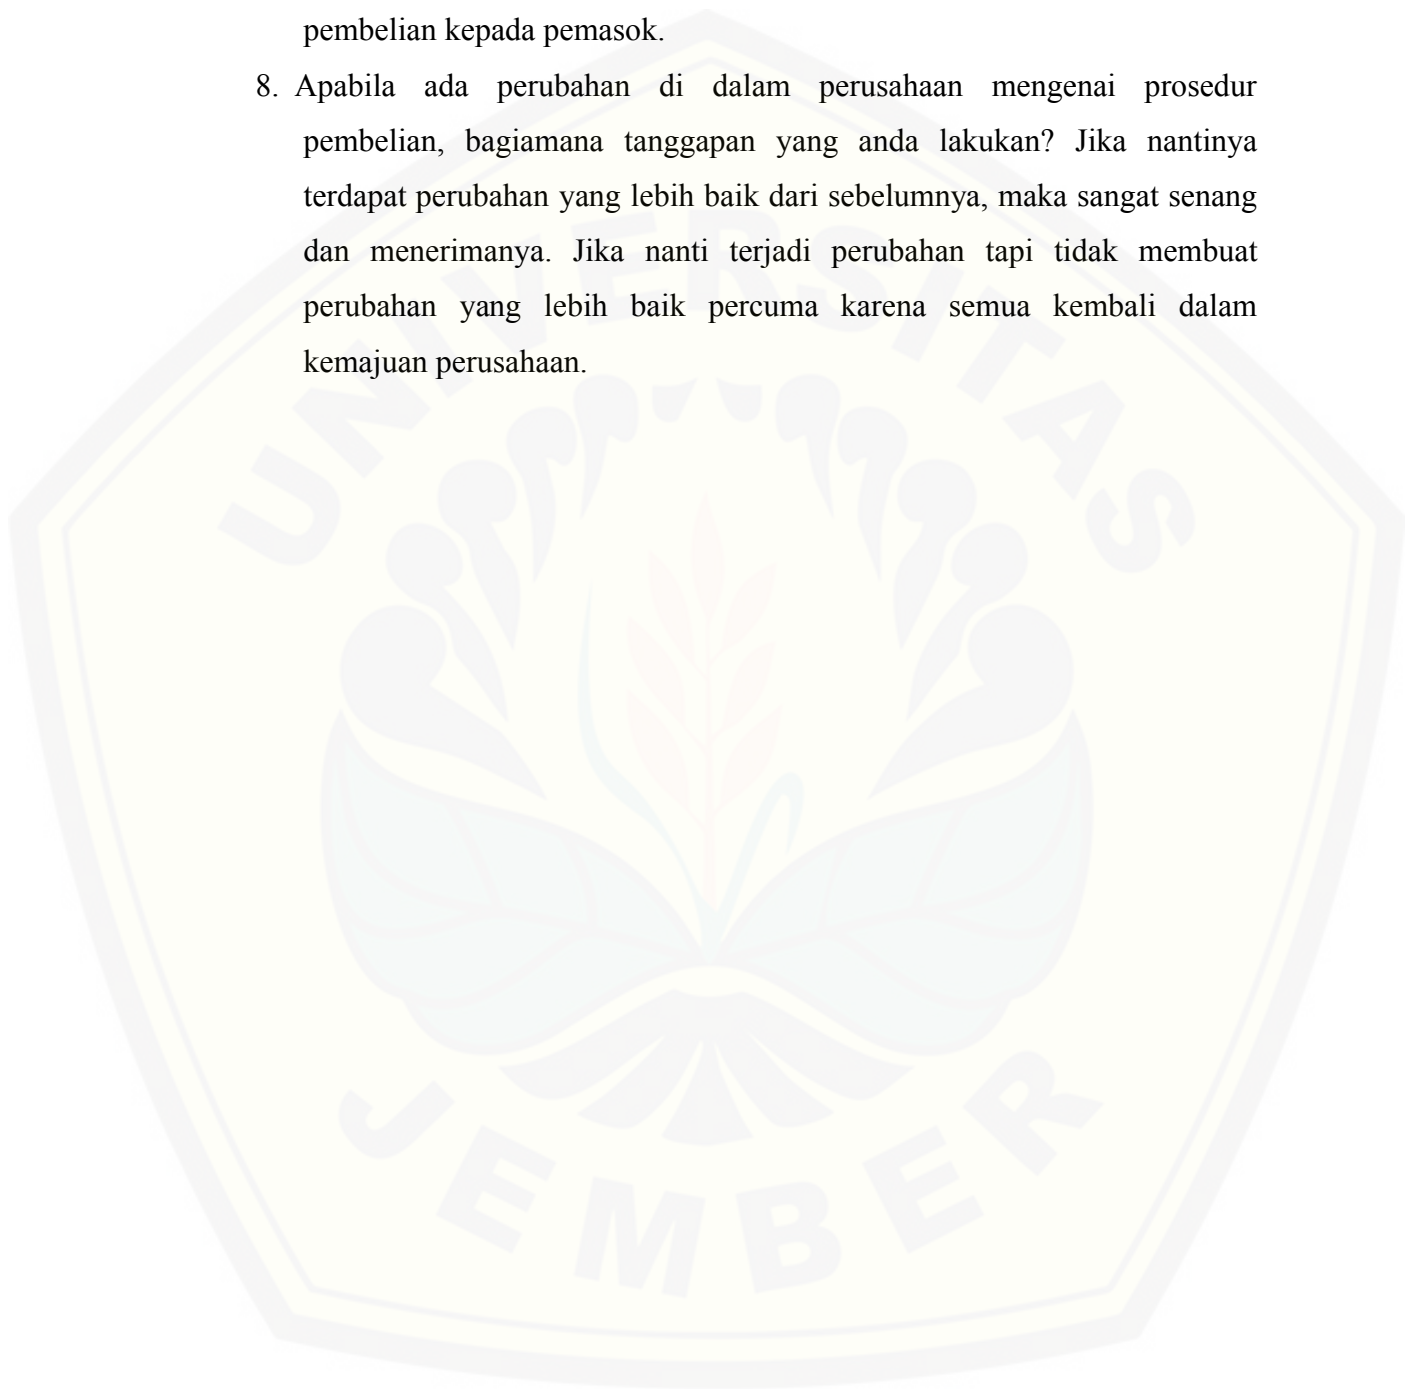 pembelian kepada pemasok.
8. Apabila ada perubahan di dalam perusahaan mengenai prosedur
pembelian, bagiamana tanggapan yang anda lakukan? Jika nantinya
terdapat perubahan yang lebih baik dari sebelumnya, maka sangat senang
dan menerimanya. Jika nanti terjadi perubahan tapi tidak membuat
perubahan yang lebih baik percuma karena semua kembali dalam
kemajuan perusahaan.
UNIVERSITAS
JEMBER